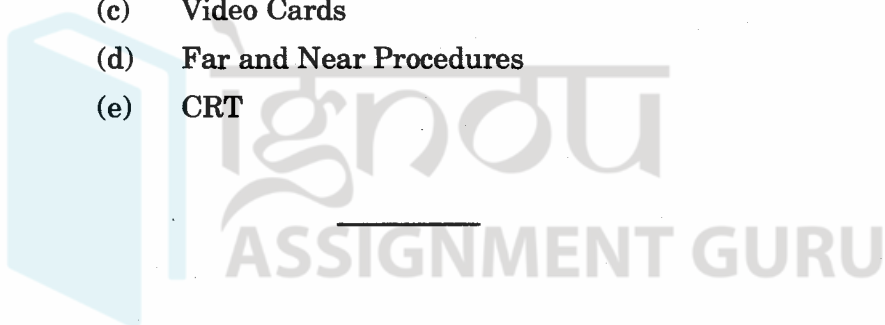 (c) Video Cards
(d) Far and Near Procedures
(e) CRT
ignou
ASSIGNMENT GURU